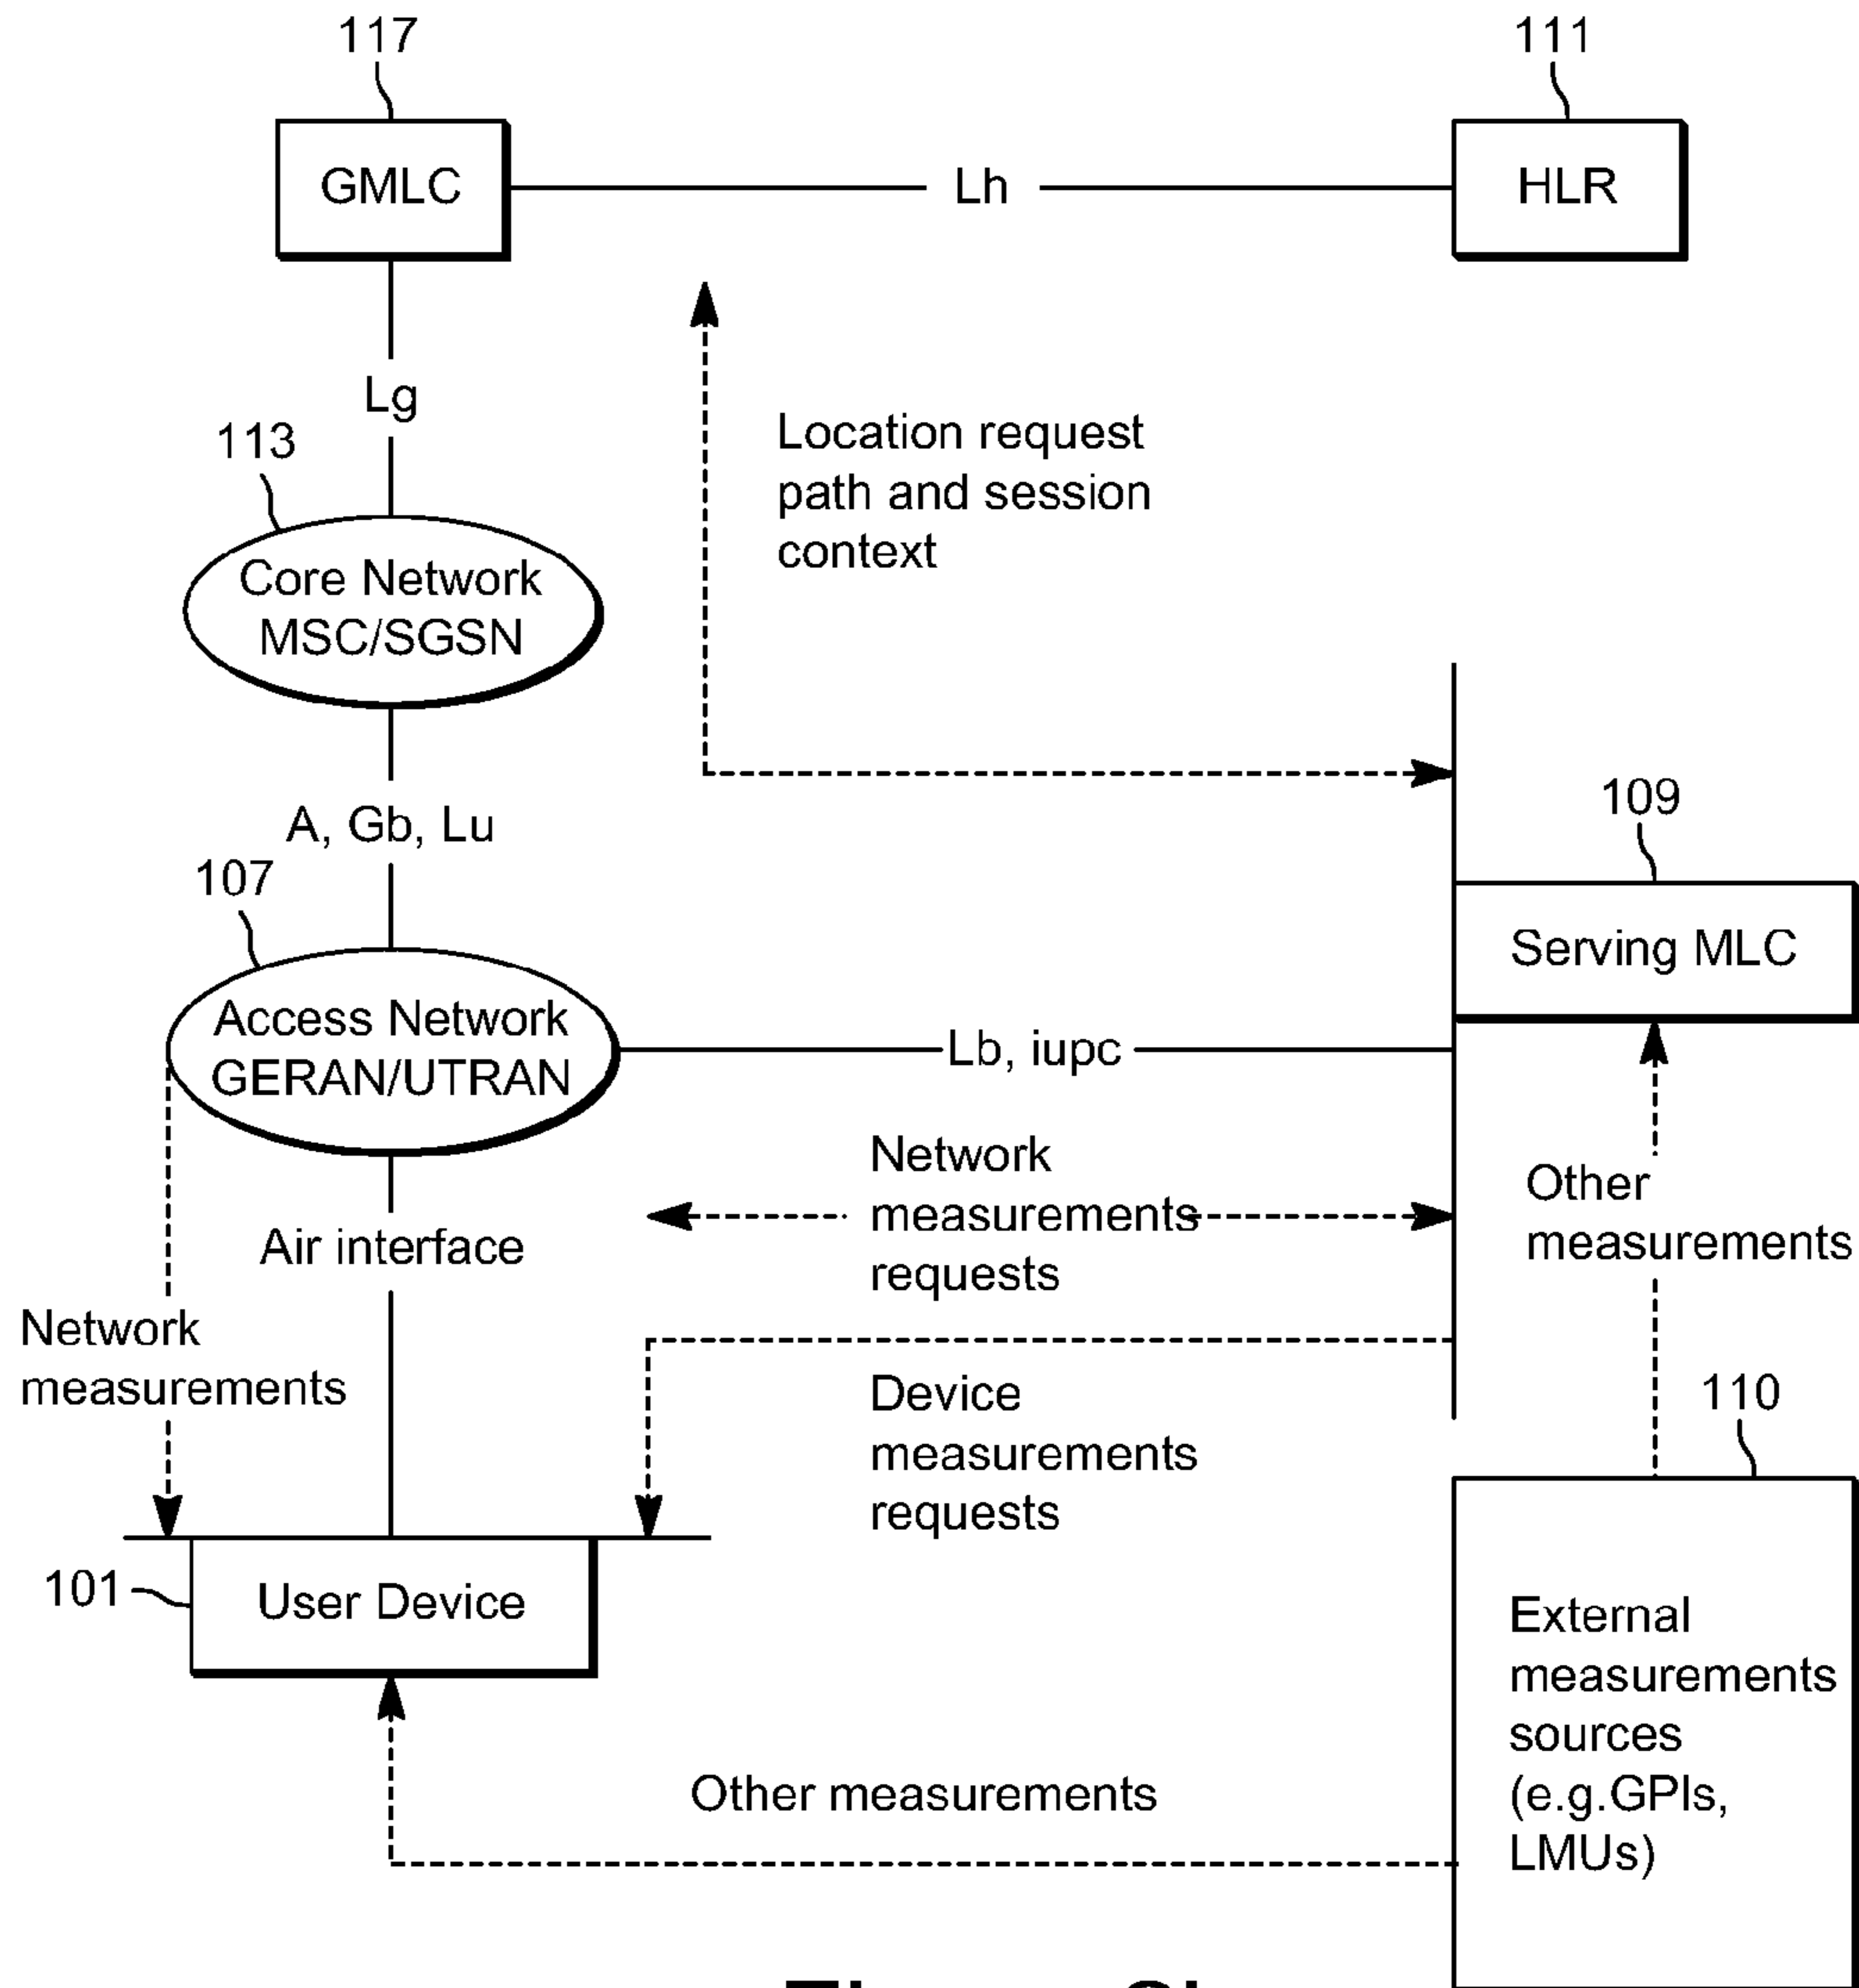 117
111
GMLC
Lh
HLR
Lg
113
Location request
path and session
context
Core Network
MSC/SGSN
109
A, Gb, Lu
107
Serving MLC
Access Network
GERAN/UTRAN
Lb, iupc
Network
measurements
requests
Other
measurements
Air interface
Network
measurements
Device
measurements
requests
110
101
User Device
External
measurements
sources
(e.g.GPIs,
LMUs)
Other measurements